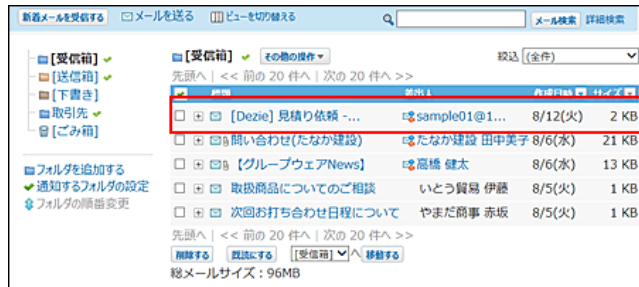 新着メールを受信する メールを送る ビューを切り替える メール検索 詳細検索
[受信箱]
[送信箱]
[下書き]
取引先
[ごみ箱]
フォルダを追加する
通知するフォルダの設定
フォルダの順番変更
[受信箱] その他の操作▼ 絞込 (全件)
先頭へ | << 前の 20 件へ | 次の 20 件へ >>
標題 差出人 作成日時 サイズ
[Dezie] 見積り依頼 -... sample01@1... 8/12(火) 2 KB
問い合わせ(たなか建設) たなか建設 田中美子 8/6(水) 21 KB
【グループウェアNews】 高橋 健太 8/6(水) 13 KB
取扱商品についてのご相談 いとう貿易 伊藤 8/5(火) 1 KB
次回お打ち合わせ日程について やまだ商事 赤坂 8/5(火) 1 KB
先頭へ | << 前の 20 件へ | 次の 20 件へ >>
削除する 既読にする [受信箱] へ 移動する
総メールサイズ：96MB